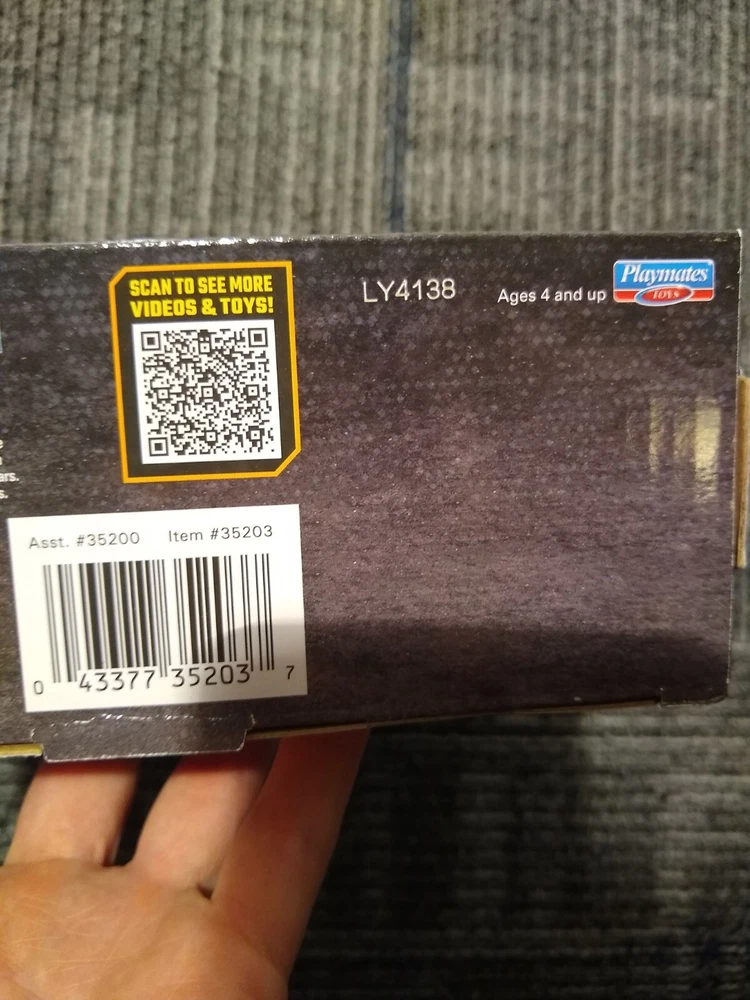 SCAN TO SEE MORE
VIDEOS & TOYS!
LY4138
Ages 4 and up
Playmates
TOYS
ars.
s.
Asst. #35200 Item #35203
0 43377 35203 7